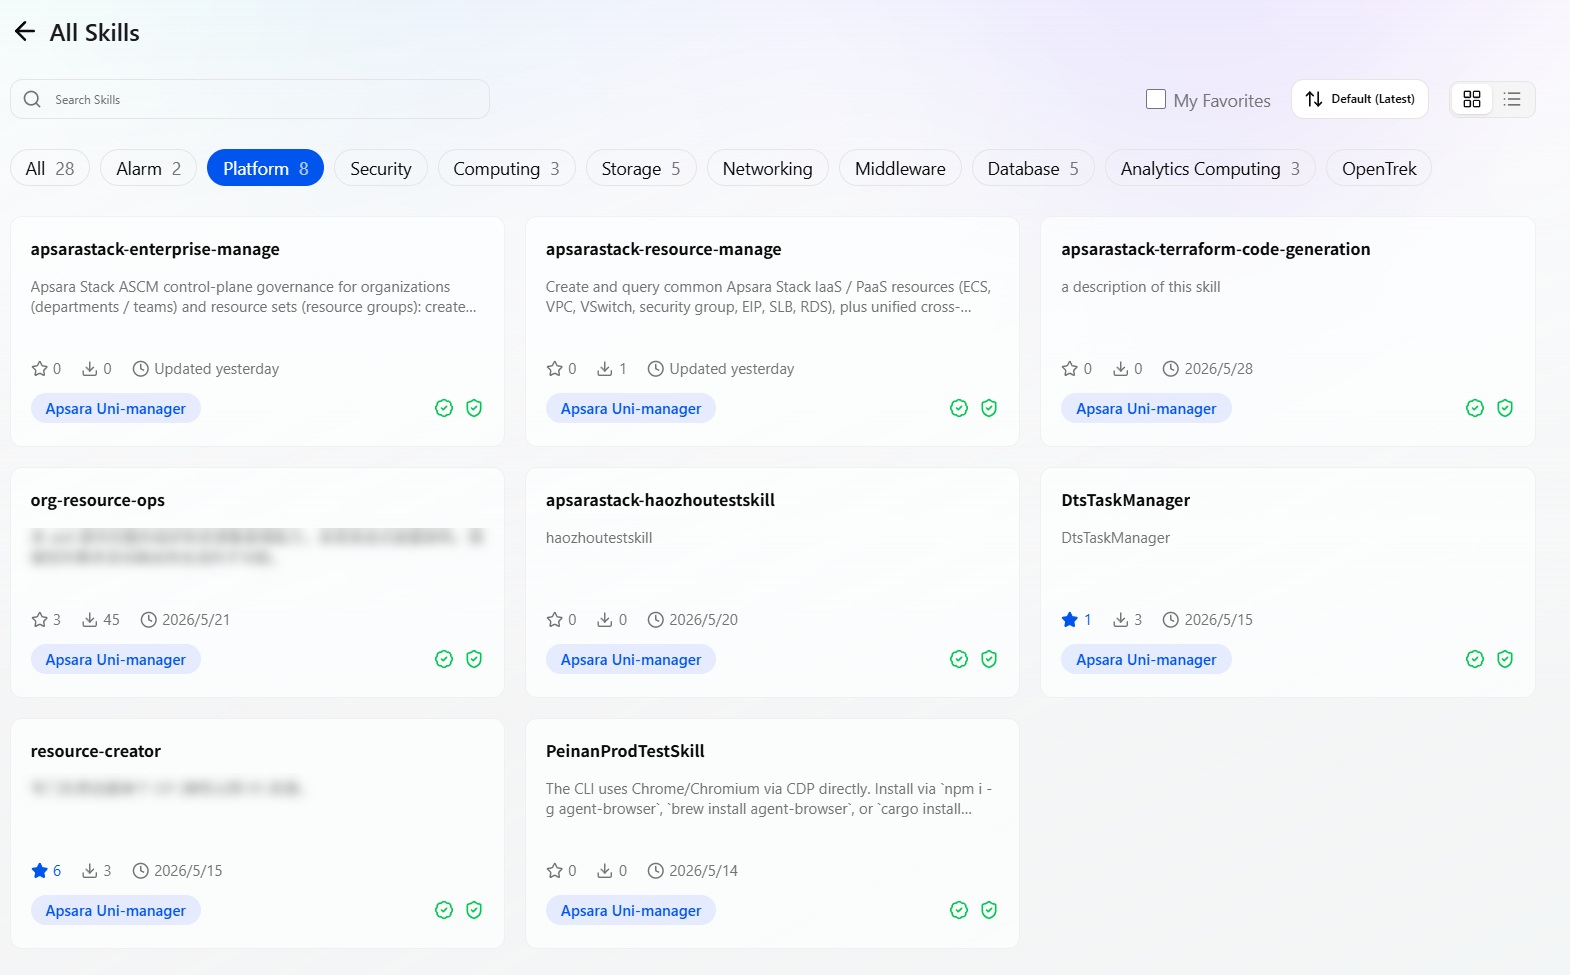 All Skills
Search Skills
My Favorites
Default (Latest)
All 28
Alarm 2
Platform 8
Security
Computing 3
Storage 5
Networking
Middleware
Database 5
Analytics Computing 3
OpenTrek
apsarastack-enterprise-manage
Apsara Stack ASCM control-plane governance for organizations
(departments / teams) and resource sets (resource groups): create...
0 0 Updated yesterday
Apsara Uni-manager
apsarastack-resource-manage
Create and query common Apsara Stack IaaS / PaaS resources (ECS,
VPC, VSwitch, security group, EIP, SLB, RDS), plus unified cross-...
0 1 Updated yesterday
Apsara Uni-manager
apsarastack-terraform-code-generation
a description of this skill
0 0 2026/5/28
Apsara Uni-manager
org-resource-ops
3 45 2026/5/21
Apsara Uni-manager
apsarastack-haozhoutestskill
haozhoutestskill
0 0 2026/5/20
Apsara Uni-manager
DtsTaskManager
DtsTaskManager
1 3 2026/5/15
Apsara Uni-manager
resource-creator
6 3 2026/5/15
Apsara Uni-manager
PeinanProdTestSkill
The CLI uses Chrome/Chromium via CDP directly. Install via `npm i -
g agent-browser`, `brew install agent-browser`, or `cargo install...
0 0 2026/5/14
Apsara Uni-manager